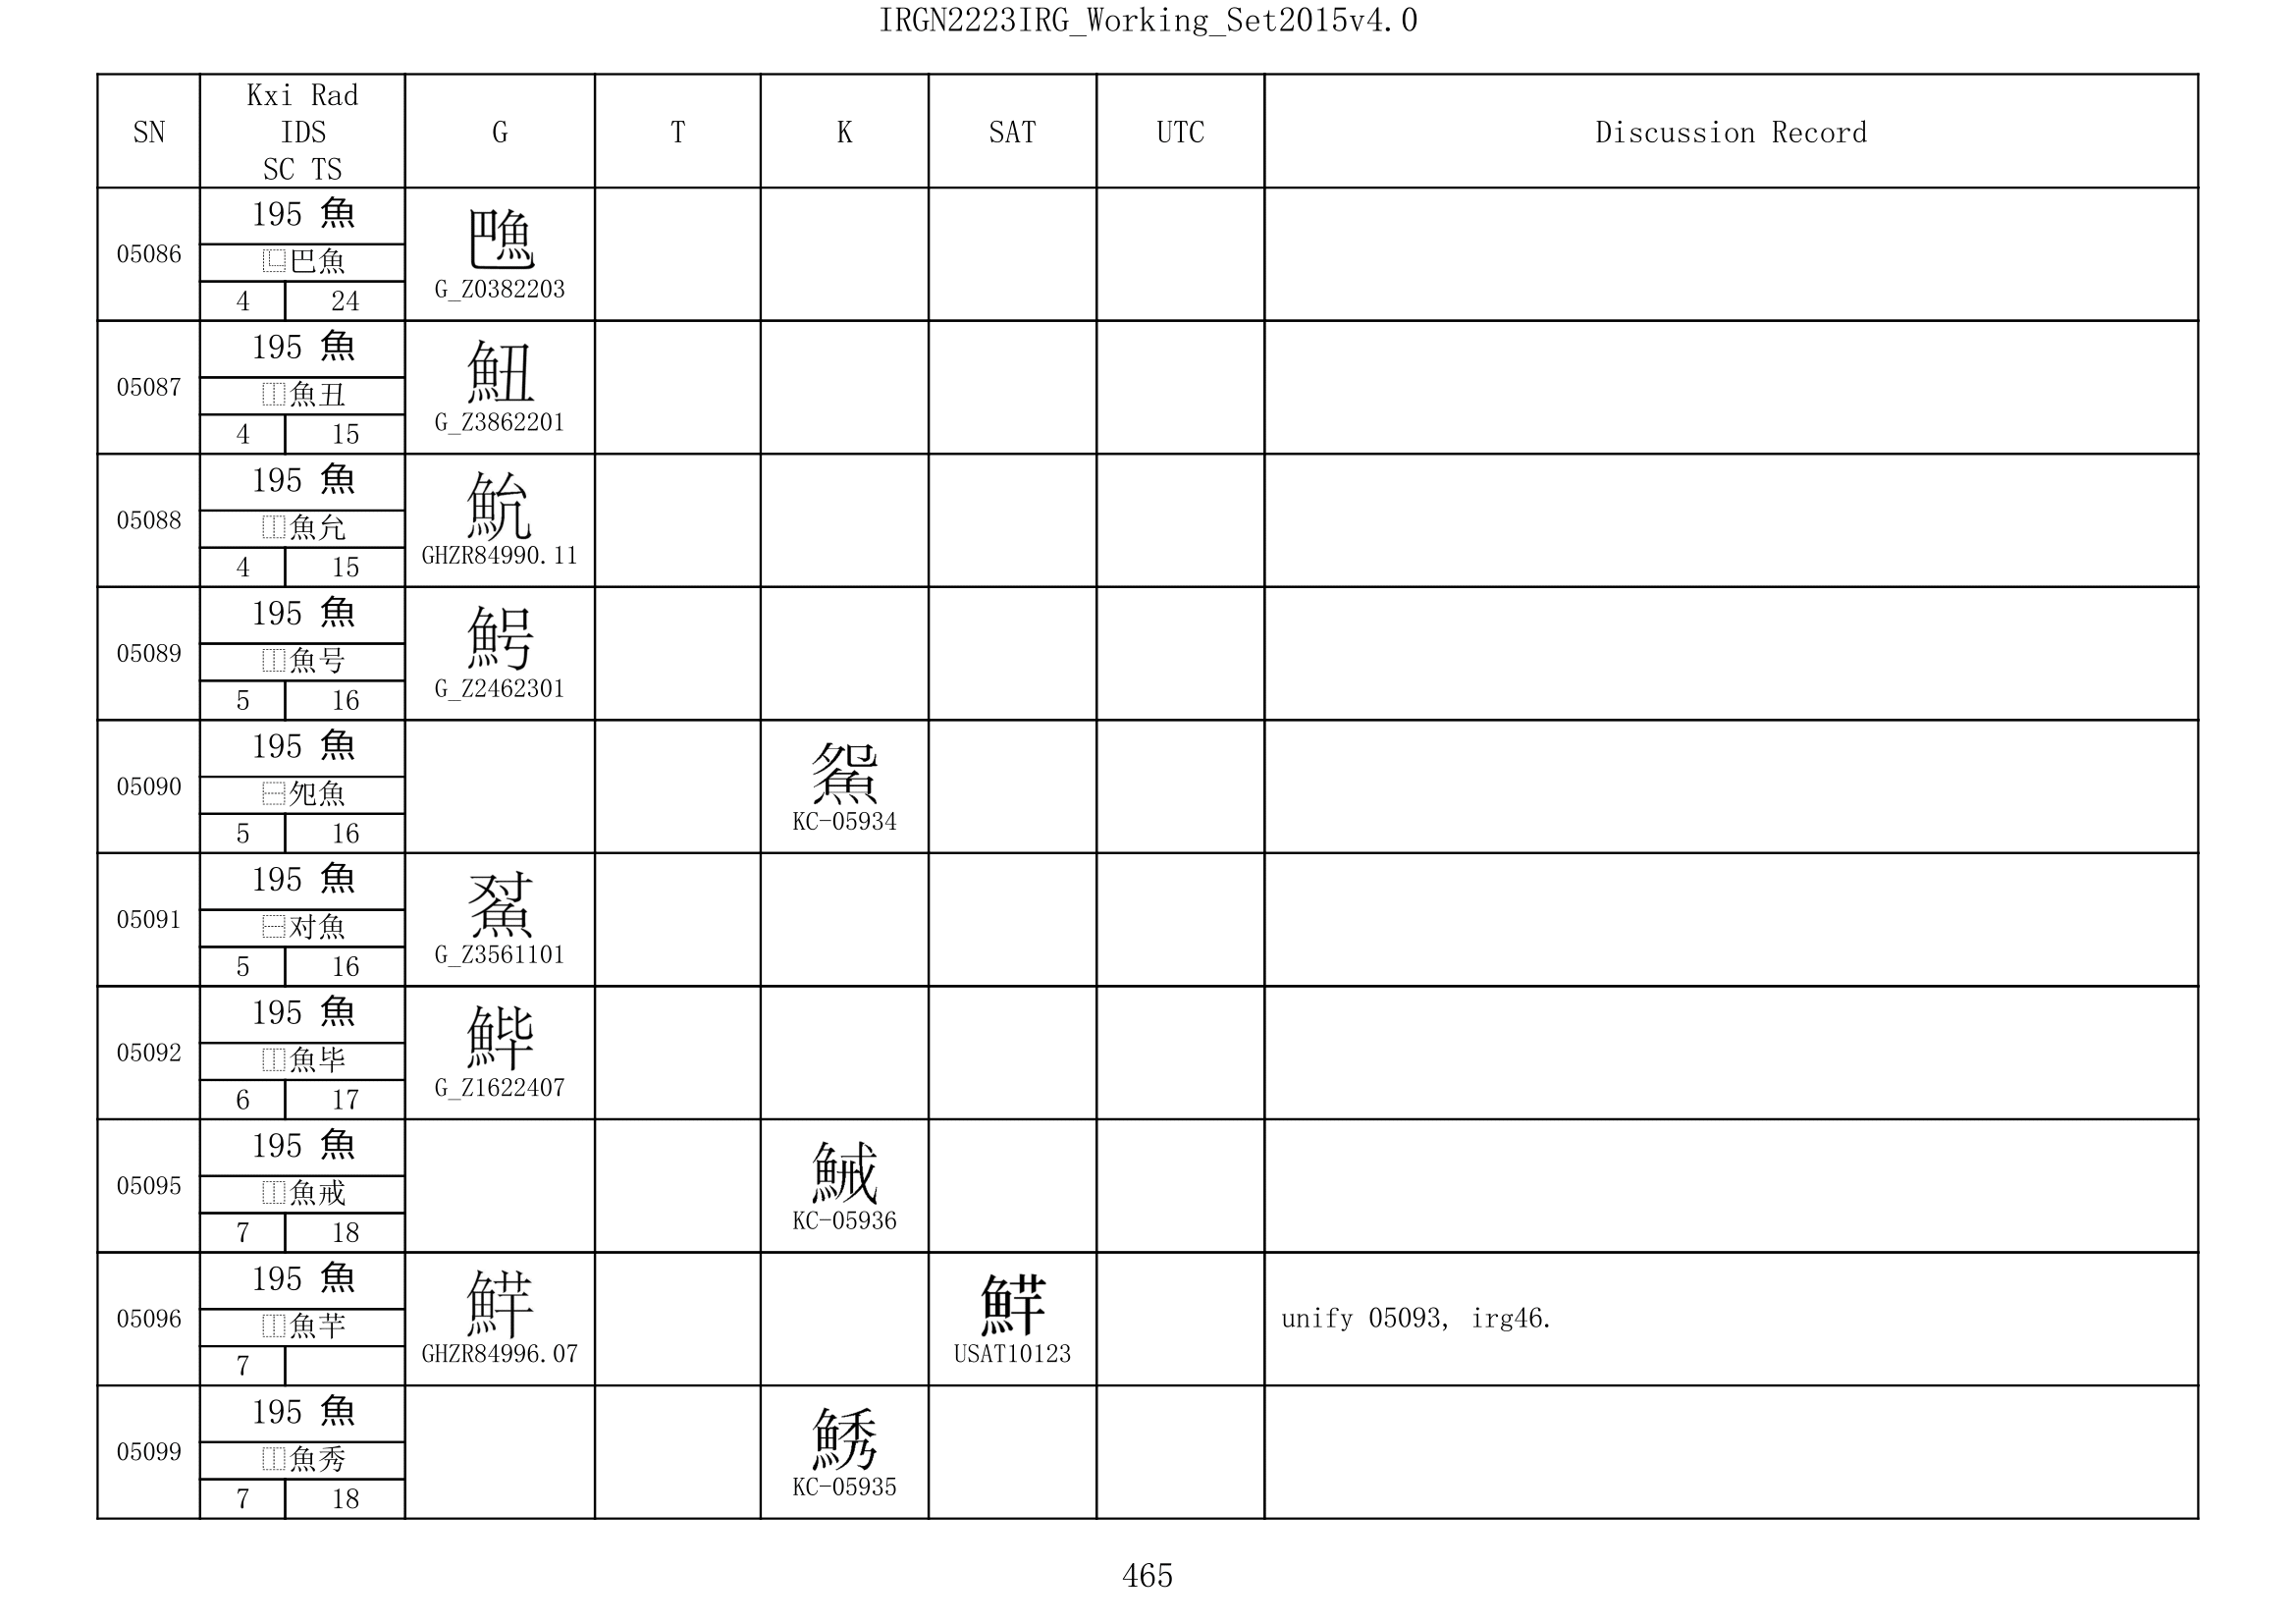 IRGN2223IRG_Working_Set2015v4.0
SN Kxi Rad IDS SC TS G T K SAT UTC Discussion Record
05086 195 魚
⿺巴魚
4 24 G_Z0382203
05087 195 魚
⿰魚丑
4 15 G_Z3862201
05088 195 魚
⿰魚允
4 15 GHZR84990.11
05089 195 魚
⿰魚号
5 16 G_Z2462301
05090 195 魚
⿱夗魚
5 16 KC-05934
05091 195 魚
⿱对魚
5 16 G_Z3561101
05092 195 魚
⿰魚毕
6 17 G_Z1622407
05095 195 魚
⿰魚戒
7 18 KC-05936
05096 195 魚
⿰魚芉
7 GHZR84996.07 USAT10123 unify 05093, irg46.
05099 195 魚
⿰魚秀
7 18 KC-05935
465